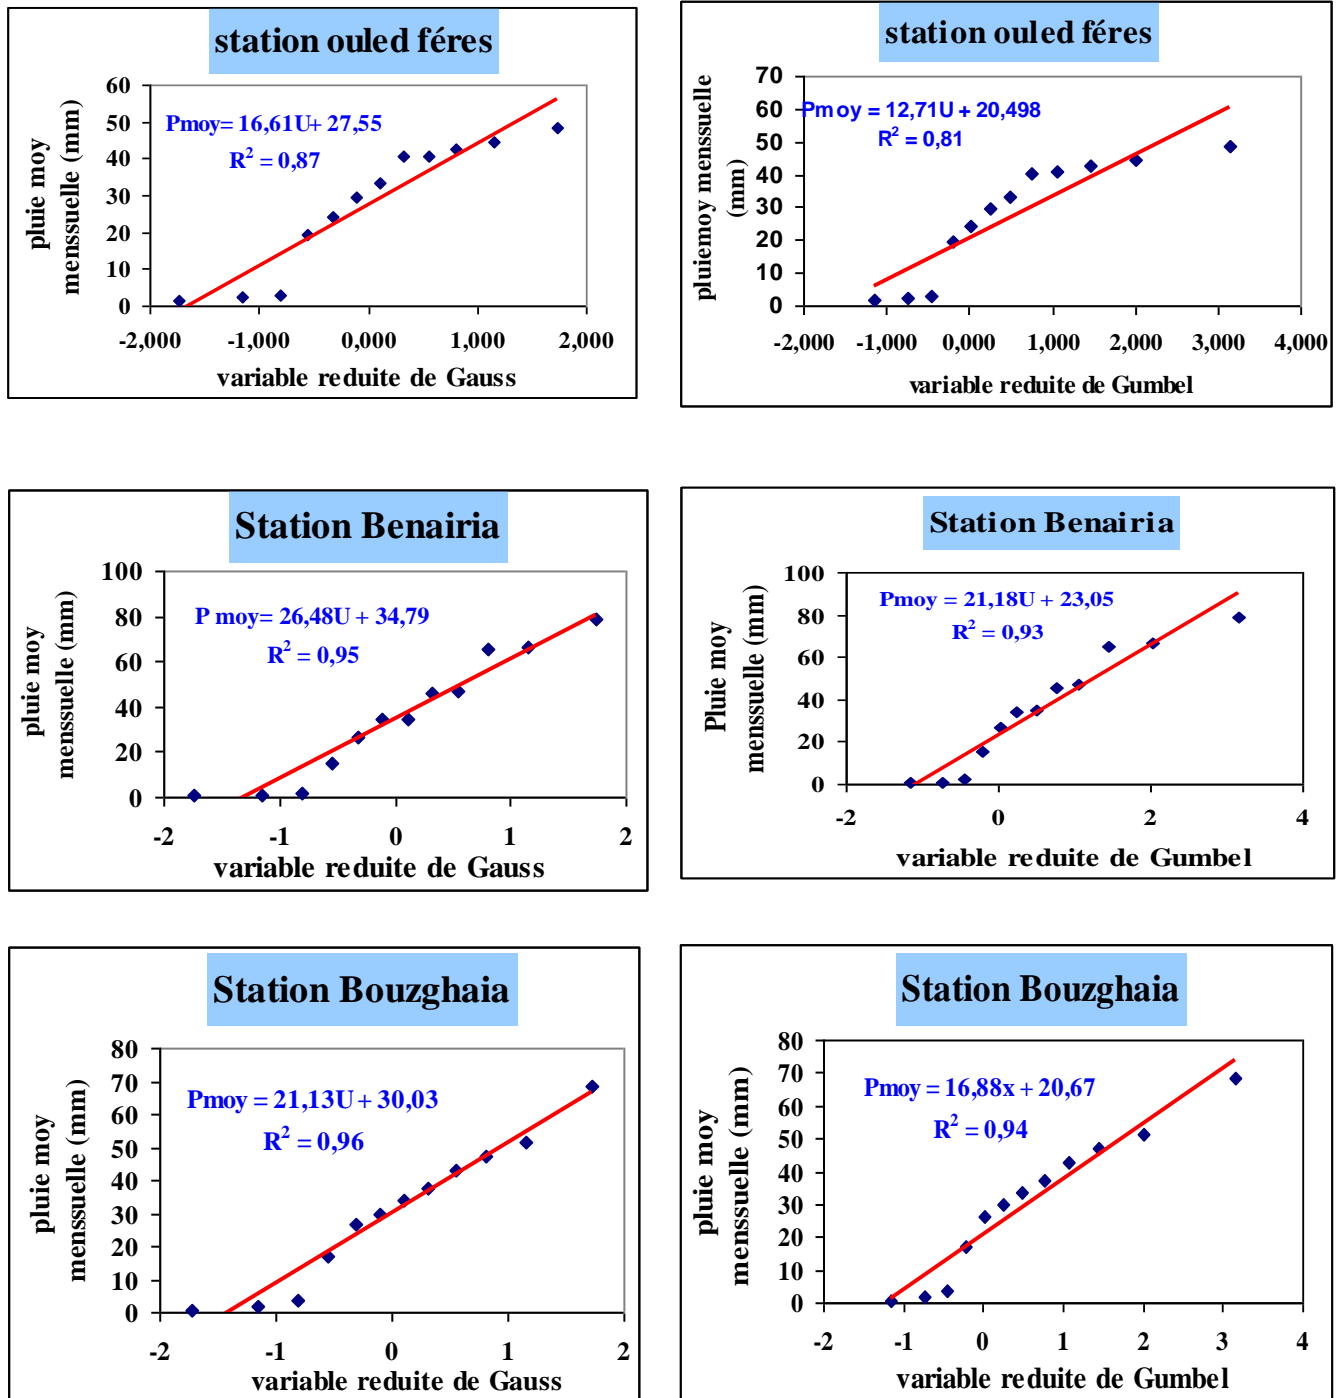 station ouled féres
pluie moy
menssuelle (mm)
60
50
40
30
20
10
0
Pmoy= 16,61U+ 27,55
R² = 0,87
-2,000 -1,000 0,000 1,000 2,000
variable reduite de Gauss
station ouled féres
pluiemoy menssuelle
(mm)
70
60
50
40
30
20
10
0
Pmoy = 12,71U + 20,498
R² = 0,81
-2,000 -1,000 0,000 1,000 2,000 3,000 4,000
variable reduite de Gumbel
Station Benairia
pluie moy
menssuelle (mm)
100
80
60
40
20
0
P moy= 26,48U + 34,79
R² = 0,95
-2 -1 0 1 2
variable reduite de Gauss
Station Benairia
Pluie moy
menssuelle (mm)
100
80
60
40
20
0
Pmoy = 21,18U + 23,05
R² = 0,93
-2 0 2 4
variable reduite de Gumbel
Station Bouzghaia
pluie moy
menssuelle (mm)
80
70
60
50
40
30
20
10
0
Pmoy = 21,13U + 30,03
R² = 0,96
-2 -1 0 1 2
variable reduite de Gauss
Station Bouzghaia
pluie moy
menssuelle (mm)
80
70
60
50
40
30
20
10
0
Pmoy = 16,88x + 20,67
R² = 0,94
-2 -1 0 1 2 3 4
variable reduite de Gumbel